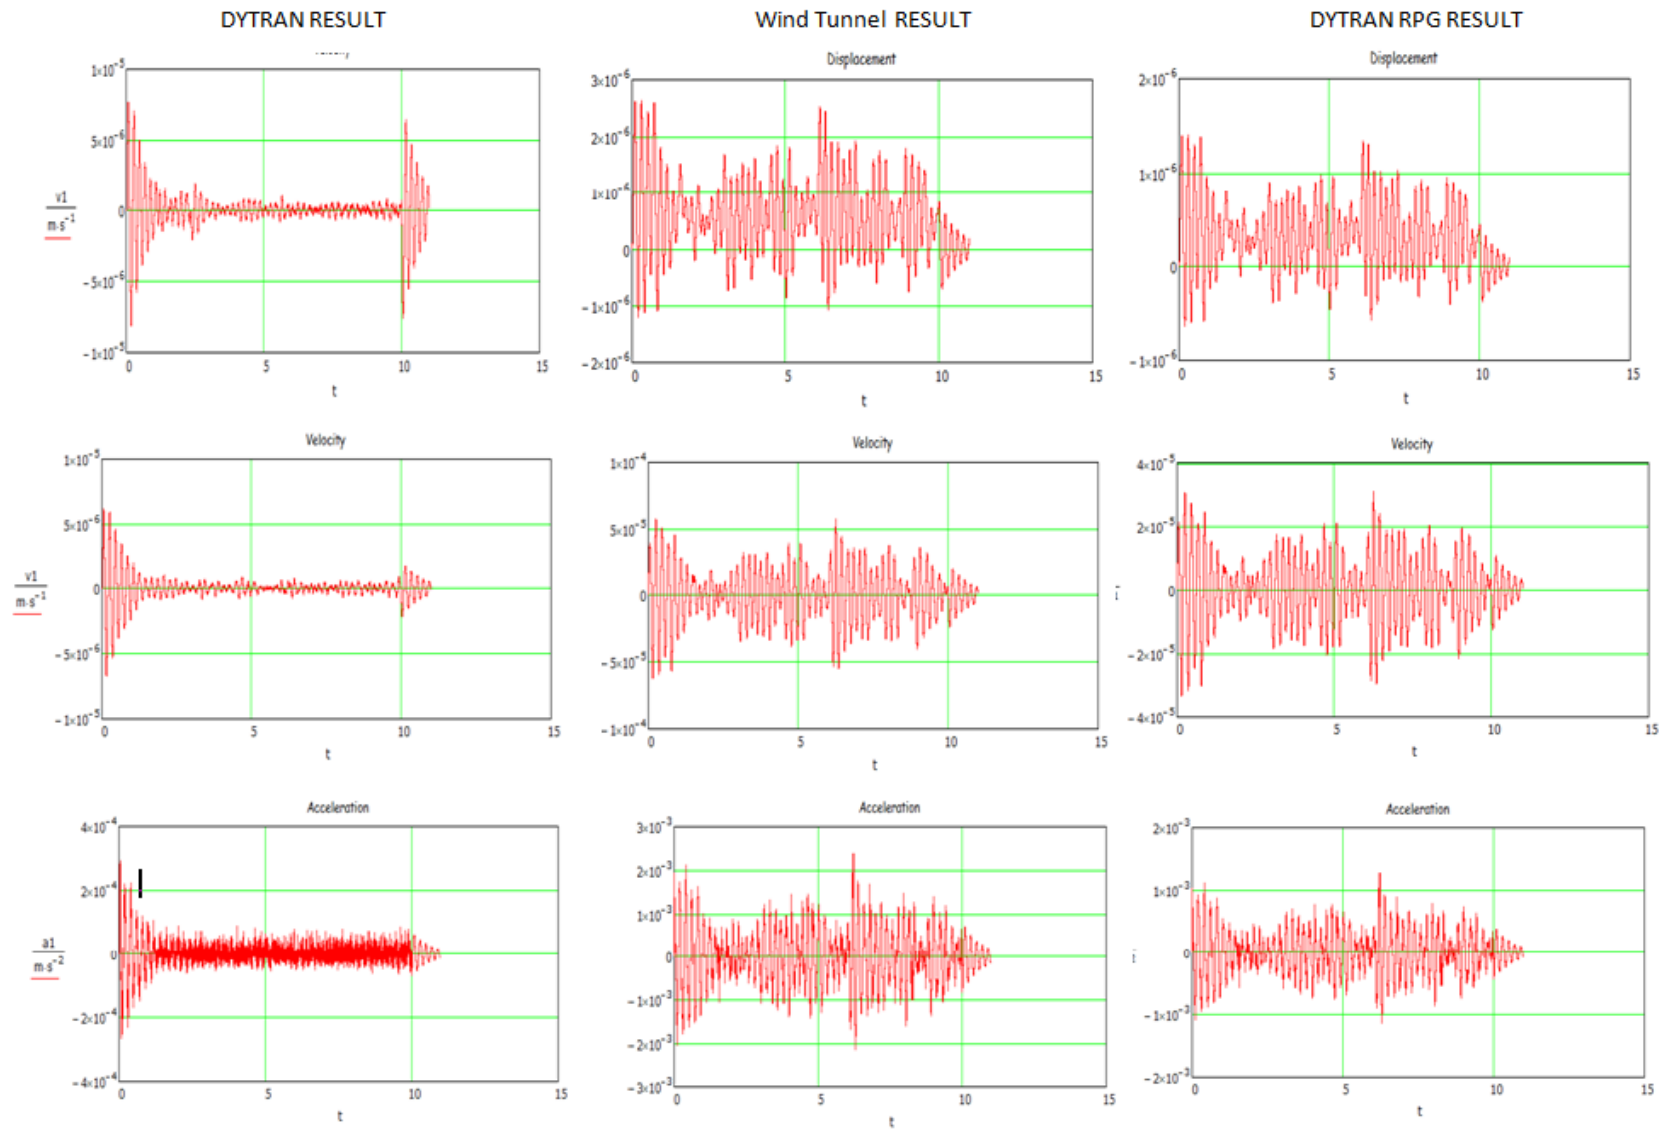 DYTRAN RESULT
Wind Tunnel RESULT
DYTRAN RPG RESULT
1×10⁻⁵
5×10⁻⁶
0
−5×10⁻⁶
−1×10⁻⁵
v1
m·s⁻¹
0 5 10 15
t
Displacement
3×10⁻⁶
2×10⁻⁶
1×10⁻⁶
0
−1×10⁻⁶
−2×10⁻⁶
0 5 10 15
t
Displacement
2×10⁻⁶
1×10⁻⁶
0
−1×10⁻⁶
0 5 10 15
t
Velocity
1×10⁻⁵
5×10⁻⁶
0
−5×10⁻⁶
−1×10⁻⁵
v1
m·s⁻¹
0 5 10 15
t
Velocity
1×10⁻⁴
5×10⁻⁵
0
−5×10⁻⁵
−1×10⁻⁴
0 5 10 15
t
Velocity
4×10⁻⁵
2×10⁻⁵
0
−2×10⁻⁵
−4×10⁻⁵
0 5 10 15
t
Acceleration
4×10⁻⁴
2×10⁻⁴
0
−2×10⁻⁴
−4×10⁻⁴
a1
m·s⁻²
0 5 10 15
t
Acceleration
3×10⁻³
2×10⁻³
1×10⁻³
0
−1×10⁻³
−2×10⁻³
−3×10⁻³
0 5 10 15
t
Acceleration
2×10⁻³
1×10⁻³
0
−1×10⁻³
−2×10⁻³
0 5 10 15
t